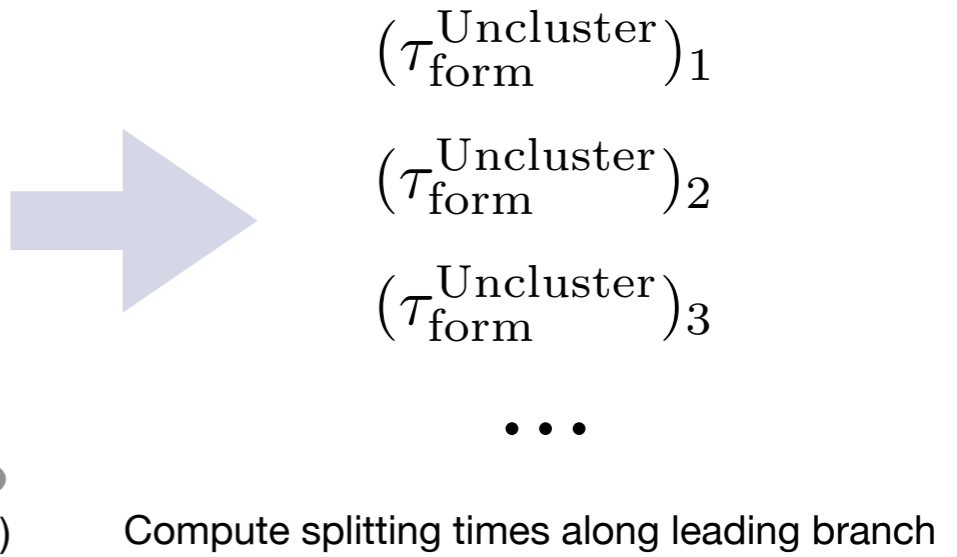 (τ_form^Uncluster)_1
(τ_form^Uncluster)_2
(τ_form^Uncluster)_3
...
) Compute splitting times along leading branch